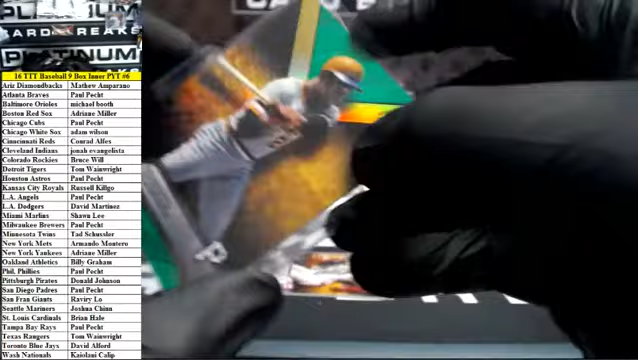 PLATINUM
CARD BREAKS
PLATINUM
16 TTT Baseball 9 Box Inner PYT #6
Ariz Diamondbacks Mathew Amparano
Atlanta Braves Paul Pecht
Baltimore Orioles michael booth
Boston Red Sox Adriane Miller
Chicago Cubs Paul Pecht
Chicago White Sox adam wilson
Cincinnati Reds Conrad Alfes
Cleveland Indians jonah evangelista
Colorado Rockies Bruce Will
Detroit Tigers Tom Wainwright
Houston Astros Paul Pecht
Kansas City Royals Russell Killgo
L.A. Angels Paul Pecht
L.A. Dodgers David Martinez
Miami Marlins Shawn Lee
Milwaukee Brewers Paul Pecht
Minnesota Twins Tad Schussler
New York Mets Armando Montero
New York Yankees Adriane Miller
Oakland Athletics Billy Graham
Phil. Phillies Paul Pecht
Pittsburgh Pirates Donald Johnson
San Diego Padres Paul Pecht
San Fran Giants Raviry Lo
Seattle Mariners Joshua Chinn
St. Louis Cardinals Brian Hale
Tampa Bay Rays Paul Pecht
Texas Rangers Tom Wainwright
Toronto Blue Jays David Alford
Wash Nationals Kaiolani Calip